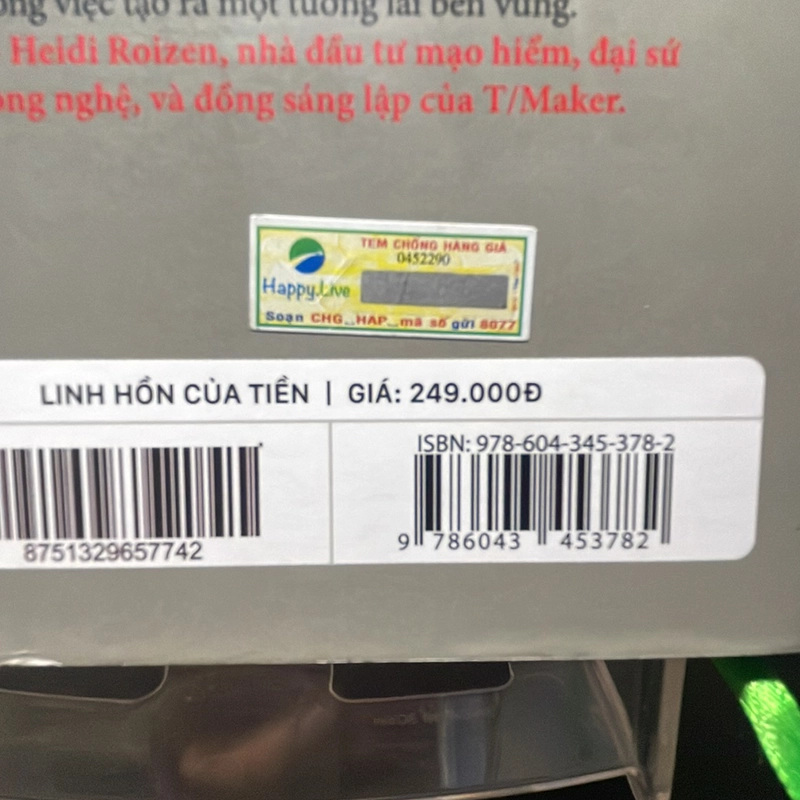 việc tạo ra một tương lai bền vững.
Heidi Roizen, nhà đầu tư mạo hiểm, đại sứ
nghệ, và đồng sáng lập của T/Maker.
TEM CHỐNG HÀNG GIẢ
0452290
Happy.Live
Soạn CHG_HAP_mã số gửi 8077
LINH HỒN CỦA TIỀN | GIÁ: 249.000Đ
8751329657742
ISBN: 978-604-345-378-2
9 786043 453782